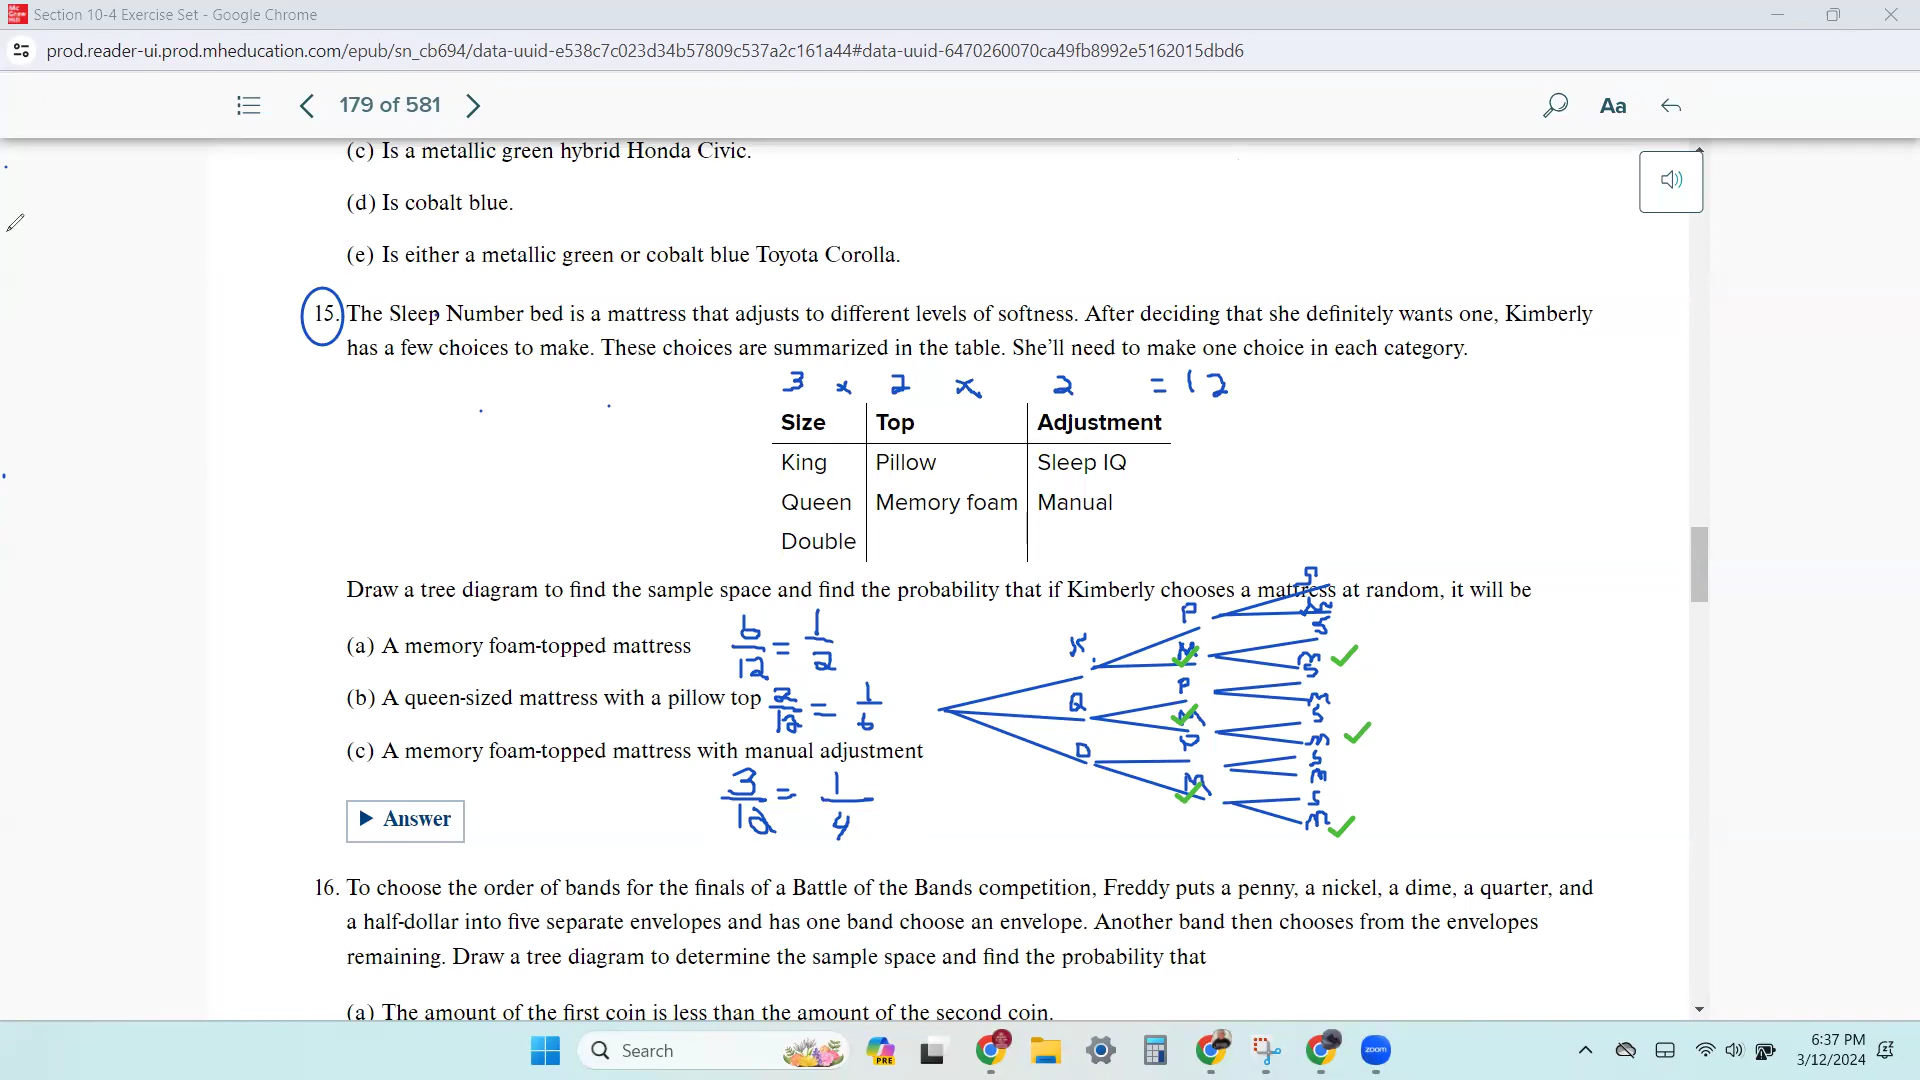 Section 10-4 Exercise Set - Google Chrome
prod.reader-ui.prod.mheducation.com/epub/sn_cb694/data-uuid-e538c7c023d34b57809c537a2c161a44#data-uuid-6470260070ca49fb8992e5162015dbd6
179 of 581
Aa
(c) Is a metallic green hybrid Honda Civic.
(d) Is cobalt blue.
(e) Is either a metallic green or cobalt blue Toyota Corolla.
15. The Sleep Number bed is a mattress that adjusts to different levels of softness. After deciding that she definitely wants one, Kimberly
has a few choices to make. These choices are summarized in the table. She'll need to make one choice in each category.
3 x 2 x 2 = 12
Size Top Adjustment
King Pillow Sleep IQ
Queen Memory foam Manual
Double
Draw a tree diagram to find the sample space and find the probability that if Kimberly chooses a mattress at random, it will be
(a) A memory foam-topped mattress 6/12 = 1/2
(b) A queen-sized mattress with a pillow top 2/12 = 1/6
(c) A memory foam-topped mattress with manual adjustment
3/12 = 1/4
K
Q
D
P
M
P
M
P
M
S
m
S
m
S
m
S
m
S
m
S
m
Answer
16. To choose the order of bands for the finals of a Battle of the Bands competition, Freddy puts a penny, a nickel, a dime, a quarter, and
a half-dollar into five separate envelopes and has one band choose an envelope. Another band then chooses from the envelopes
remaining. Draw a tree diagram to determine the sample space and find the probability that
(a) The amount of the first coin is less than the amount of the second coin.
Search
PRE
zoom
6:37 PM
3/12/2024